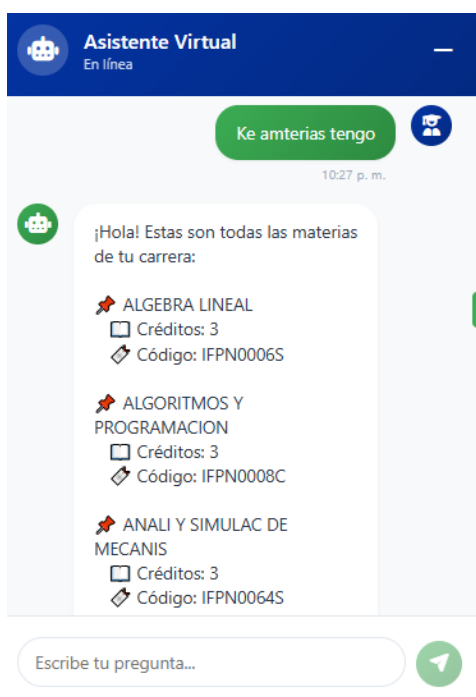 Asistente Virtual
En línea
Ke amterias tengo
10:27 p. m.
¡Hola! Estas son todas las materias
de tu carrera:
📌 ALGEBRA LINEAL
📖 Créditos: 3
🏷 Código: IFPN0006S
📌 ALGORITMOS Y
PROGRAMACION
📖 Créditos: 3
🏷 Código: IFPN0008C
📌 ANALI Y SIMULAC DE
MECANIS
📖 Créditos: 3
🏷 Código: IFPN0064S
Escribe tu pregunta...